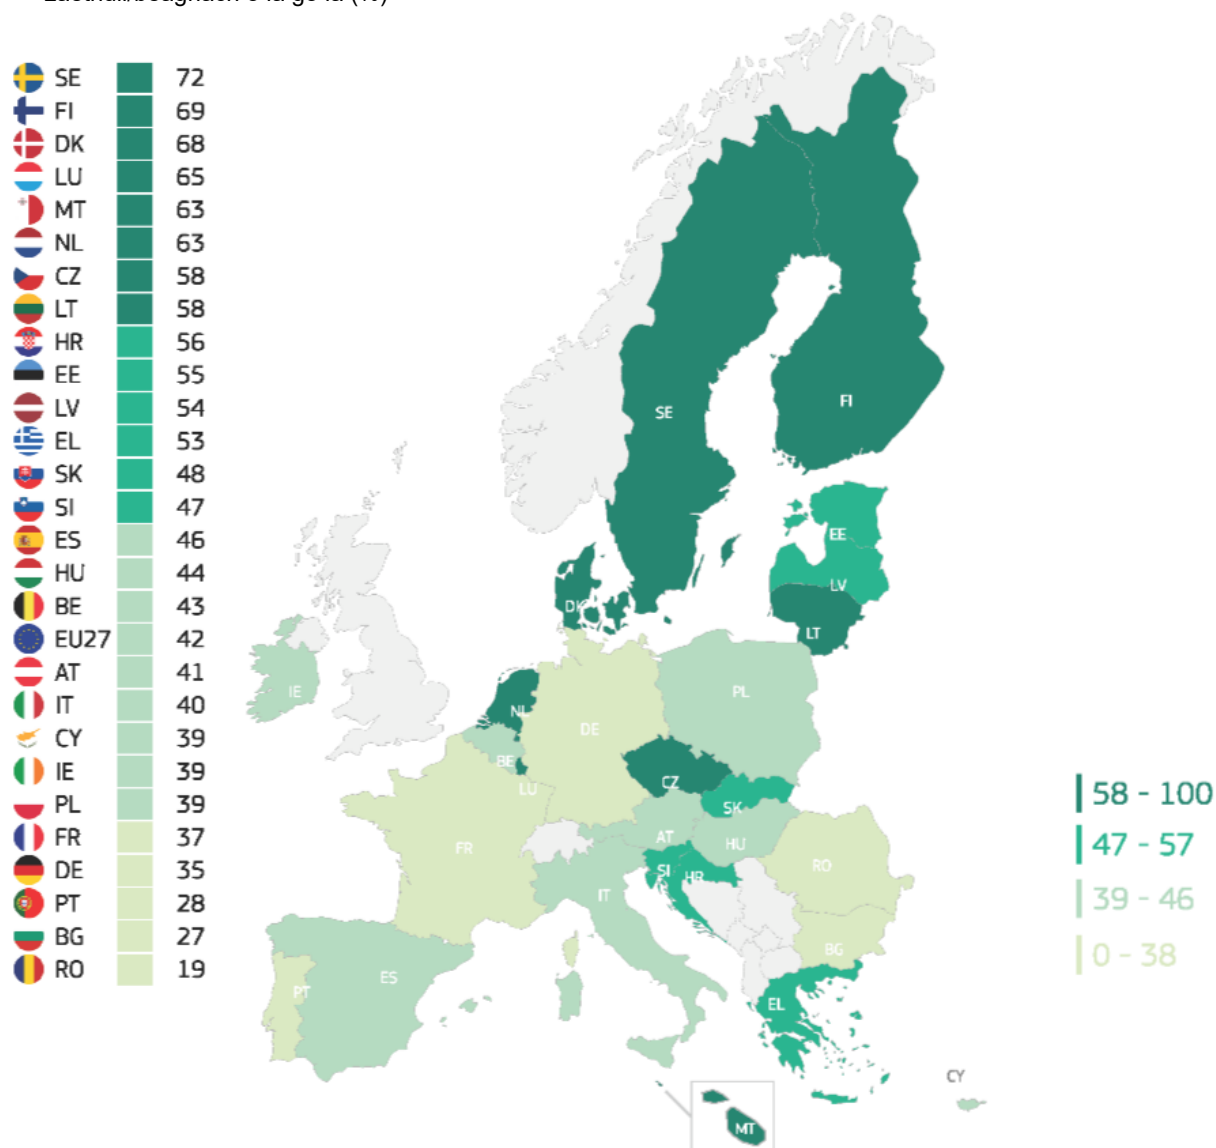 SE 72
FI 69
DK 68
LU 65
MT 63
NL 63
CZ 58
LT 58
HR 56
EE 55
LV 54
EL 53
SK 48
SI 47
ES 46
HU 44
BE 43
EU27 42
AT 41
IT 40
CY 39
IE 39
PL 39
FR 37
DE 35
PT 28
BG 27
RO 19
SE
FI
EE
LV
DK
LT
IE
PL
NL
DE
BE
CZ
LU
SK
AT
HU
FR
RO
SI
HR
IT
BG
ES
PT
EL
CY
MT
58 - 100
47 - 57
39 - 46
0 - 38